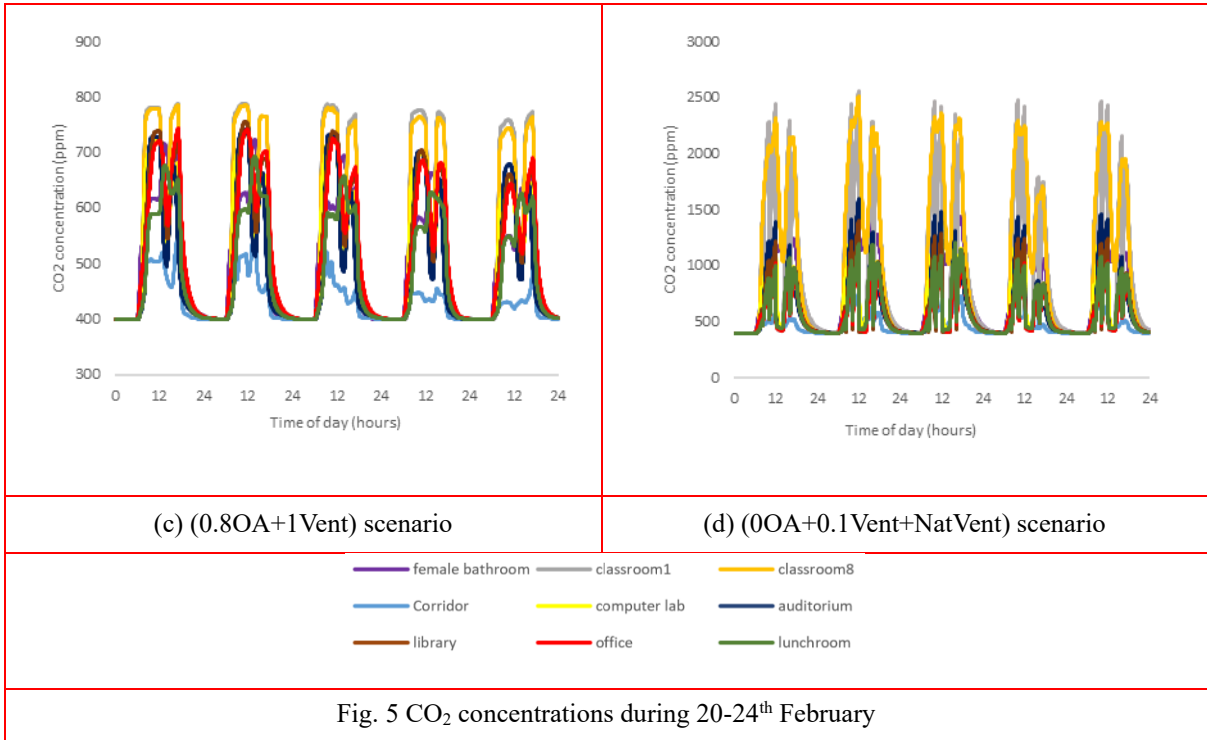 900
800
700
600
500
400
300
CO2 concentration (ppm)
0 12 24 12 24 12 24 12 24 12 24
Time of day (hours)
3000
2500
2000
1500
1000
500
0
CO2 concentration (ppm)
0 12 24 12 24 12 24 12 24 12 24
Time of day (hours)
(c) (0.8OA+1Vent) scenario
(d) (0OA+0.1Vent+NatVent) scenario
female bathroom classroom1 classroom8
Corridor computer lab auditorium
library office lunchroom
Fig. 5 CO₂ concentrations during 20-24ᵗʰ February